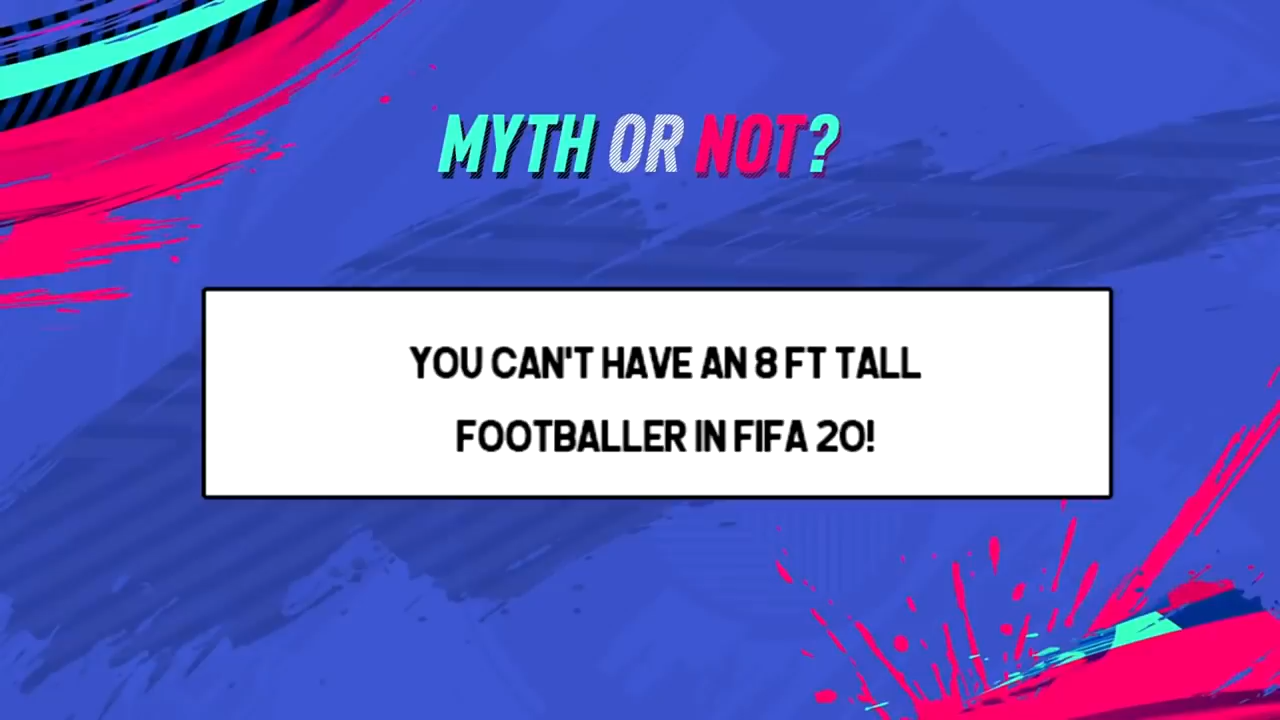 MYTH OR NOT?
YOU CAN'T HAVE AN 8 FT TALL
FOOTBALLER IN FIFA 20!